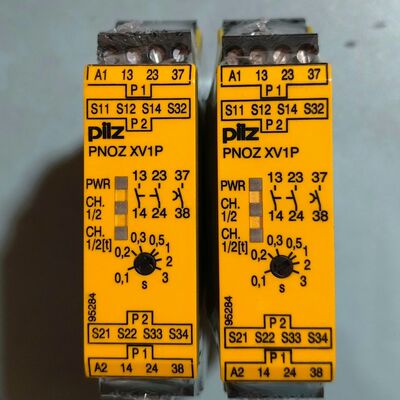 A1 13 23 37
P1
S11 S12 S14 S32
P2
pilz
PNOZ XV1P
13 23 37
PWR
CH.
1/2
14 24 38
CH.
1/2[t]
0,3 0,5
0,2 1
2
0,1 3
s
95284
P2
S21 S22 S33 S34
P1
A2 14 24 38
A1 13 23 37
P1
S11 S12 S14 S32
P2
pilz
PNOZ XV1P
13 23 37
PWR
CH.
1/2
14 24 38
CH.
1/2[t]
0,3 0,5
0,2 1
2
0,1 3
s
95284
P2
S21 S22 S33 S34
P1
A2 14 24 38